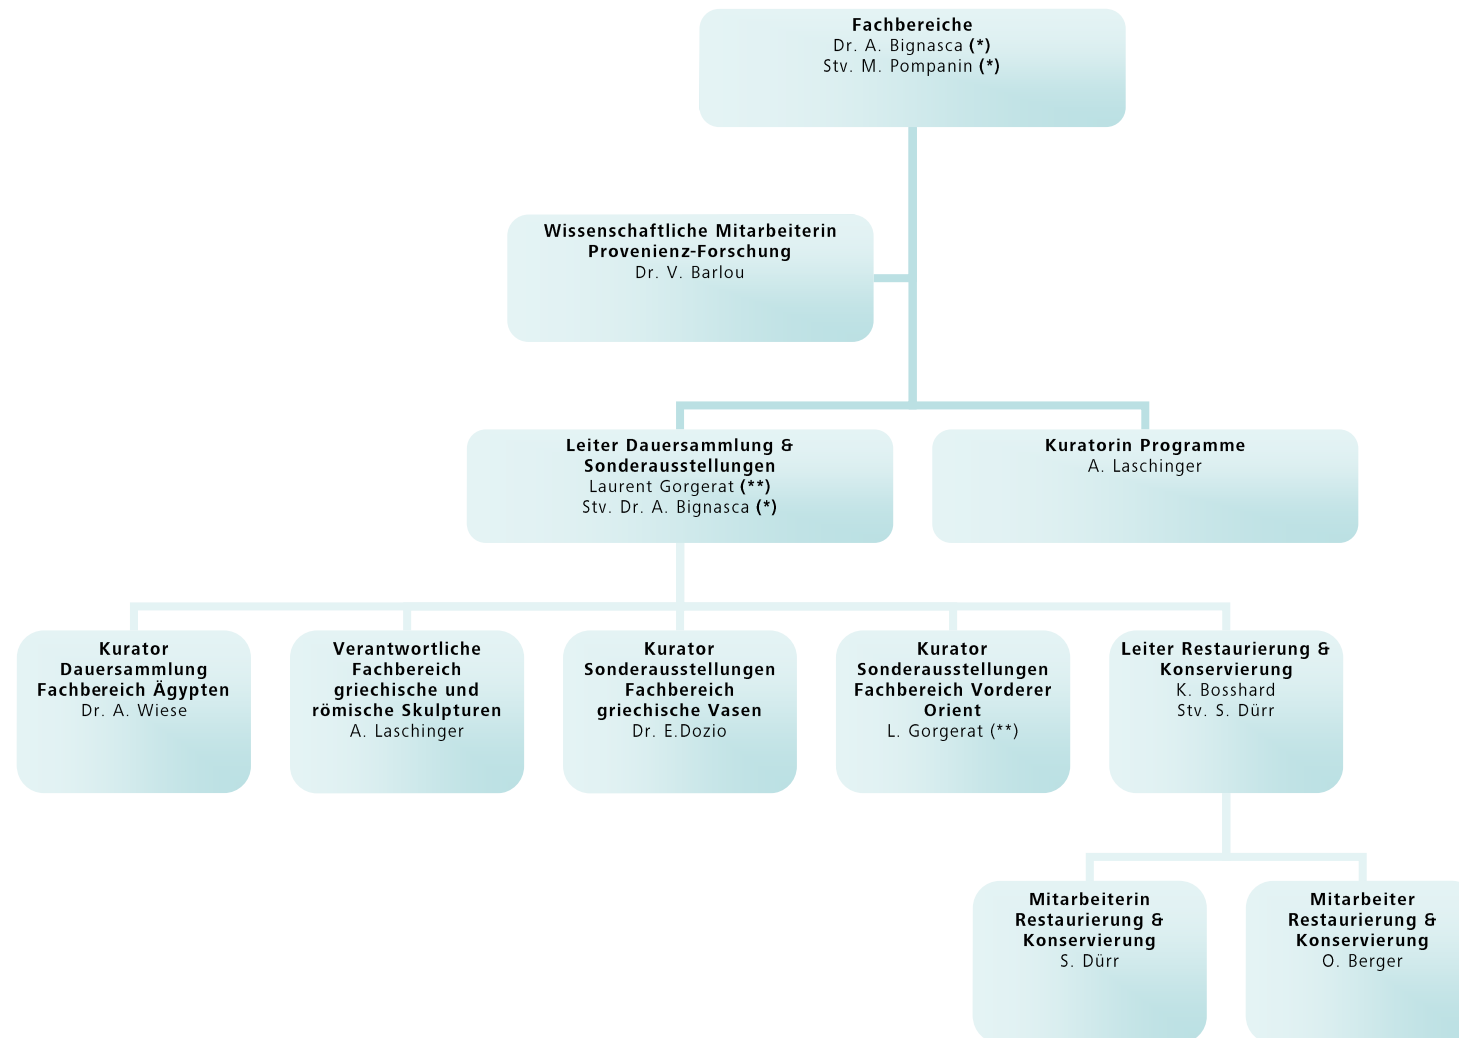 Fachbereiche
Dr. A. Bignasca (*)
Stv. M. Pompanin (*)
Wissenschaftliche Mitarbeiterin
Provenienz-Forschung
Dr. V. Barlou
Leiter Dauersammlung &
Sonderausstellungen
Laurent Gorgerat (**)
Stv. Dr. A. Bignasca (*)
Kuratorin Programme
A. Laschinger
Kurator
Dauersammlung
Fachbereich Ägypten
Dr. A. Wiese
Verantwortliche
Fachbereich
griechische und
römische Skulpturen
A. Laschinger
Kurator
Sonderausstellungen
Fachbereich
griechische Vasen
Dr. E.Dozio
Kurator
Sonderausstellungen
Fachbereich Vorderer
Orient
L. Gorgerat (**)
Leiter Restaurierung &
Konservierung
K. Bosshard
Stv. S. Dürr
Mitarbeiterin
Restaurierung &
Konservierung
S. Dürr
Mitarbeiter
Restaurierung &
Konservierung
O. Berger